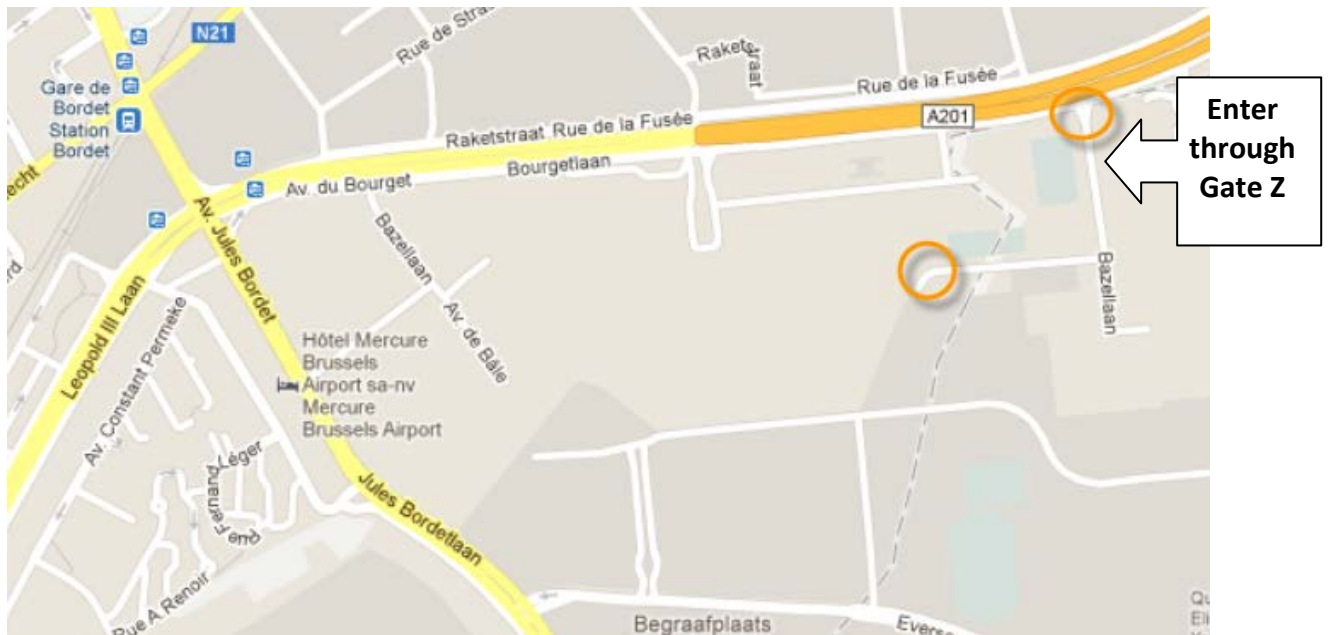 N21
Rue de Stras
Gare de
Bordet
Station
Bordet
Raketstraat
Rue de la Fusée
A201
Enter
through
Gate Z
Raketstraat Rue de la Fusée
Av. du Bourget
Bourgetlaan
Av. Jules Bordet
Bazellaan
Av. de Bâle
Bazellaan
Leopold III Laan
Av. Constant Permeke
Hôtel Mercure
Brussels
Airport sa-nv
Mercure
Brussels Airport
Rue Fernand Léger
Jules Bordetlaan
Rue A. Renoir
Begraafplaats
Evers